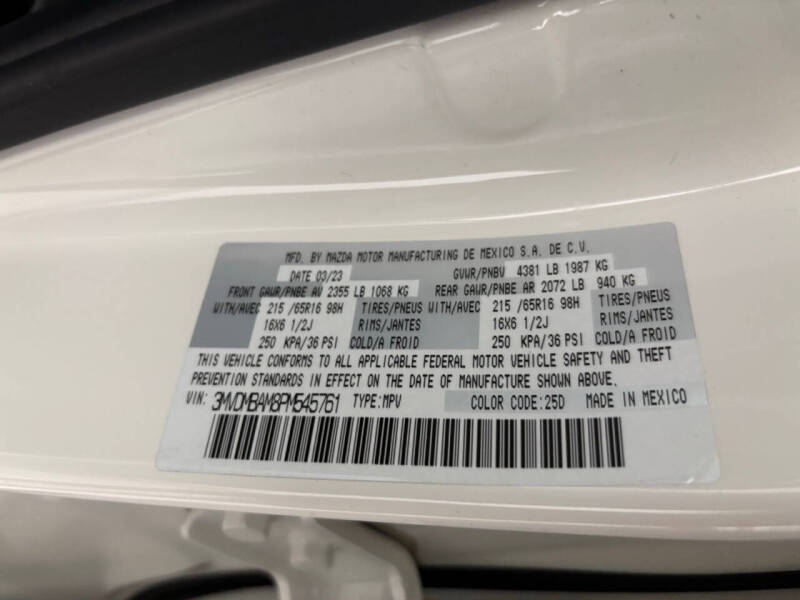 MFD. BY MAZDA MOTOR MANUFACTURING DE MEXICO S.A. DE C.V.
DATE 03/23 GVWR/PNBV 4381 LB 1987 KG
FRONT GAWR/PNBE AV 2355 LB 1068 KG REAR GAWR/PNBE AR 2072 LB 940 KG
WITH/AVEC 215 /65R16 98H TIRES/PNEUS WITH/AVEC 215 /65R16 98H TIRES/PNEUS
16X6 1/2J RIMS/JANTES 16X6 1/2J RIMS/JANTES
250 KPA/36 PSI COLD/A FROID 250 KPA/36 PSI COLD/A FROID
THIS VEHICLE CONFORMS TO ALL APPLICABLE FEDERAL MOTOR VEHICLE SAFETY AND THEFT
PREVENTION STANDARDS IN EFFECT ON THE DATE OF MANUFACTURE SHOWN ABOVE.
VIN: 3MVDMBAM8PM545761 TYPE:MPV COLOR CODE:25D MADE IN MEXICO